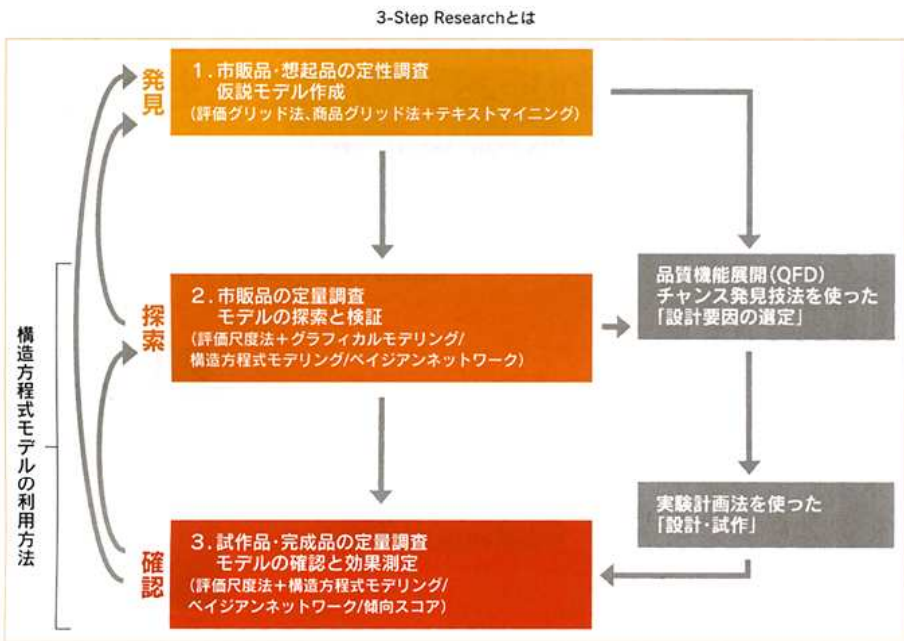 3-Step Researchとは
発見
1.市販品・想起品の定性調査
仮説モデル作成
(評価グリッド法、商品グリッド法+テキストマイニング)
探索
2.市販品の定量調査
モデルの探索と検証
(評価尺度法+グラフィカルモデリング/
構造方程式モデリング/ベイジアンネットワーク)
品質機能展開(QFD)
チャンス発見技法を使った
「設計要因の選定」
構造方程式モデルの利用方法
実験計画法を使った
「設計・試作」
確認
3.試作品・完成品の定量調査
モデルの確認と効果測定
(評価尺度法+構造方程式モデリング/
ベイジアンネットワーク/傾向スコア)